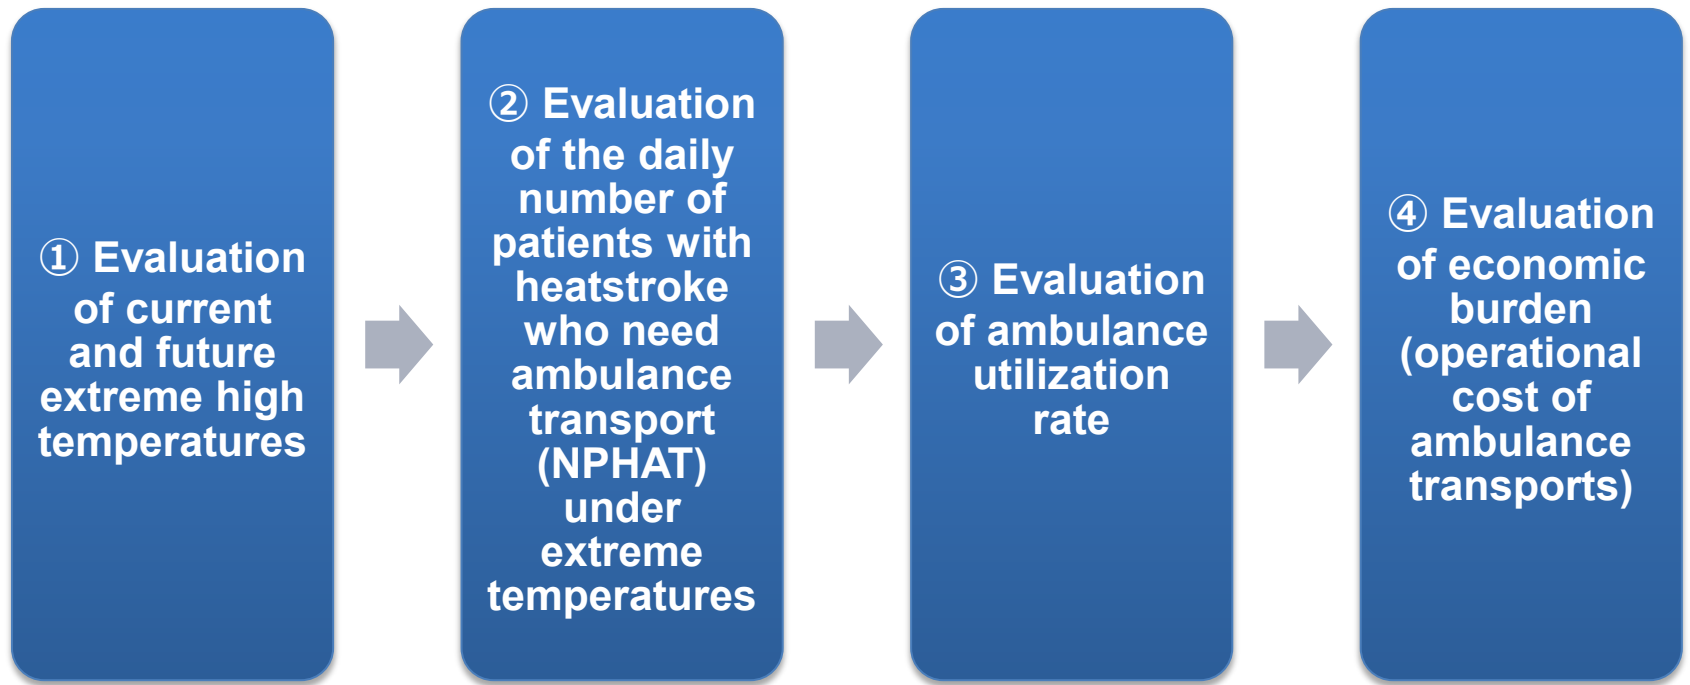 ① Evaluation
of current
and future
extreme high
temperatures
② Evaluation
of the daily
number of
patients with
heatstroke
who need
ambulance
transport
(NPHAT)
under
extreme
temperatures
③ Evaluation
of ambulance
utilization
rate
④ Evaluation
of economic
burden
(operational
cost of
ambulance
transports)